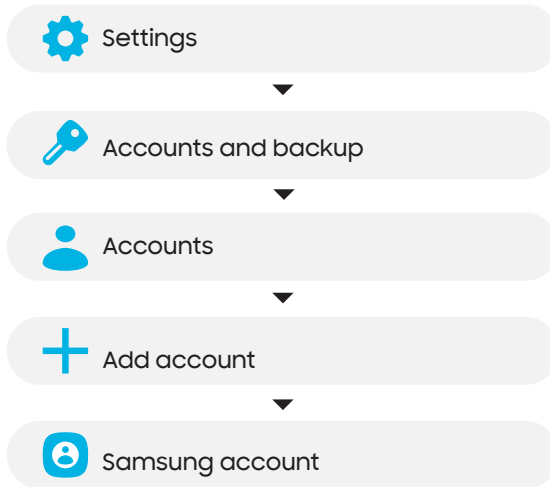 Settings
Accounts and backup
Accounts
Add account
Samsung account